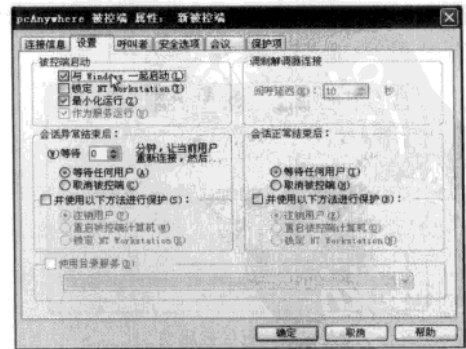 pcAnywhere 被控端 属性: 新被控端
连接信息 设置 呼叫者 安全选项 会议 保护项
被控端启动
与 Windows 一起启动(L)
锁定 NT Workstation(T)
最小化运行(Z)
作为服务运行(V)
调制解调器连接
回呼延迟(B): 10 秒
会话异常结束后:
(W)等待 0 分钟,让当前用户重新连接,然后...
等待任何用户(A)
取消被控端(C)
并使用以下方法进行保护(S):
注销用户
重启被控端计算机
锁定 NT Workstation
会话正常结束后:
等待任何用户
取消被控端
并使用以下方法进行保护(D):
注销用户
重启被控端计算机
锁定 NT Workstation
使用目录服务
确定 取消 帮助